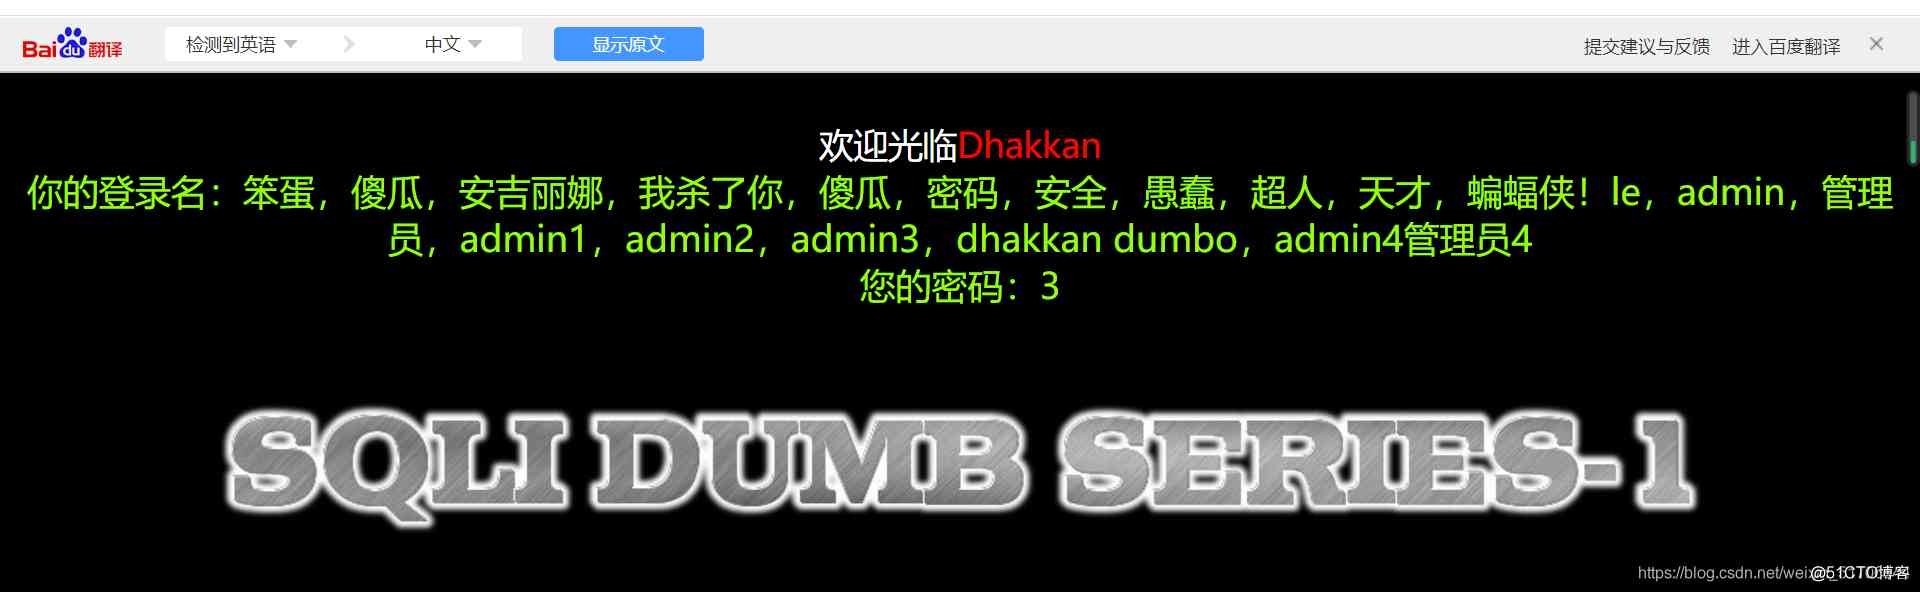 Bai du 翻译 检测到英语 中文 显示原文 提交建议与反馈 进入百度翻译
欢迎光临Dhakkan
你的登录名：笨蛋，傻瓜，安吉丽娜，我杀了你，傻瓜，密码，安全，愚蠢，超人，天才，蝙蝠侠！le，admin，管理
员，admin1，admin2，admin3，dhakkan dumbo，admin4管理员4
您的密码：3
SQLI DUMB SERIES-1
https://blog.csdn.net/weix @51CTO博客